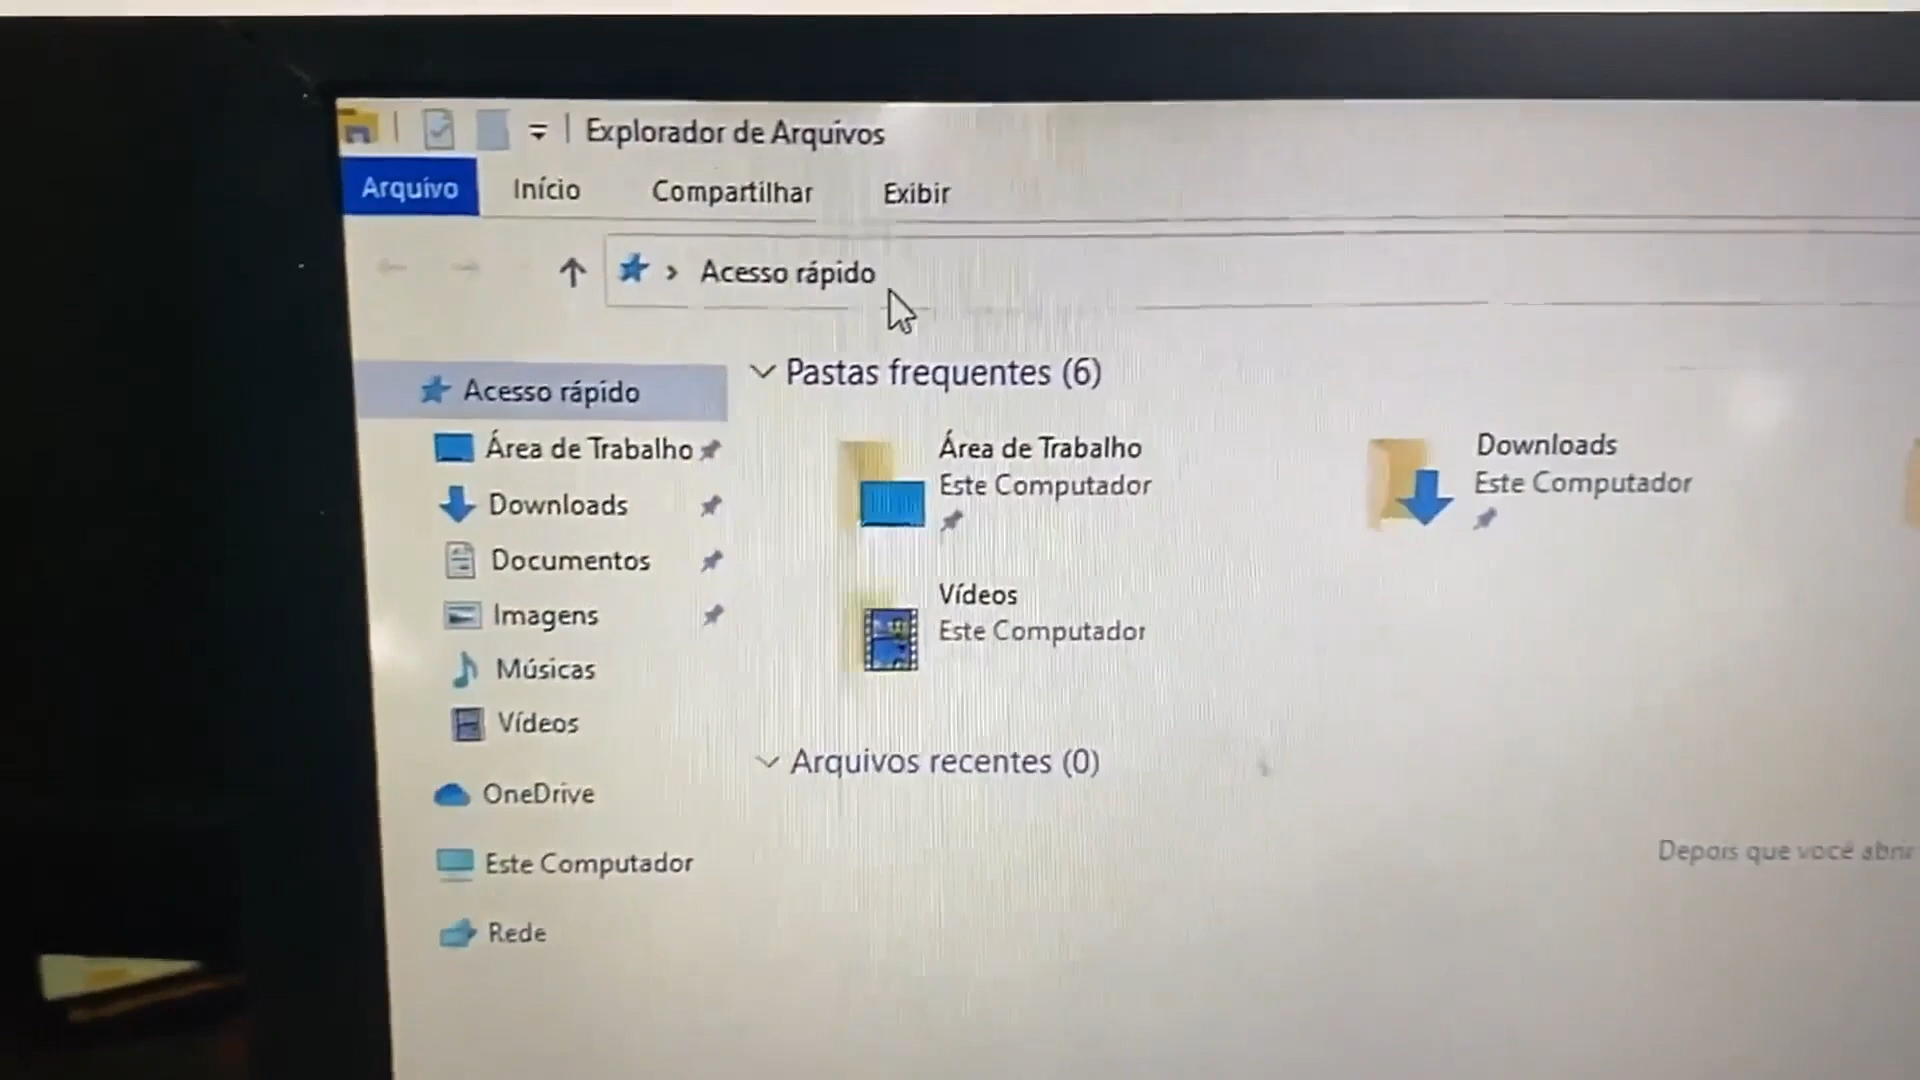 Explorador de Arquivos
Arquivo Início Compartilhar Exibir
Acesso rápido
Acesso rápido
Área de Trabalho
Downloads
Documentos
Imagens
Músicas
Vídeos
OneDrive
Este Computador
Rede
Pastas frequentes (6)
Área de Trabalho
Este Computador
Downloads
Este Computador
Vídeos
Este Computador
Arquivos recentes (0)
Depois que você abrir